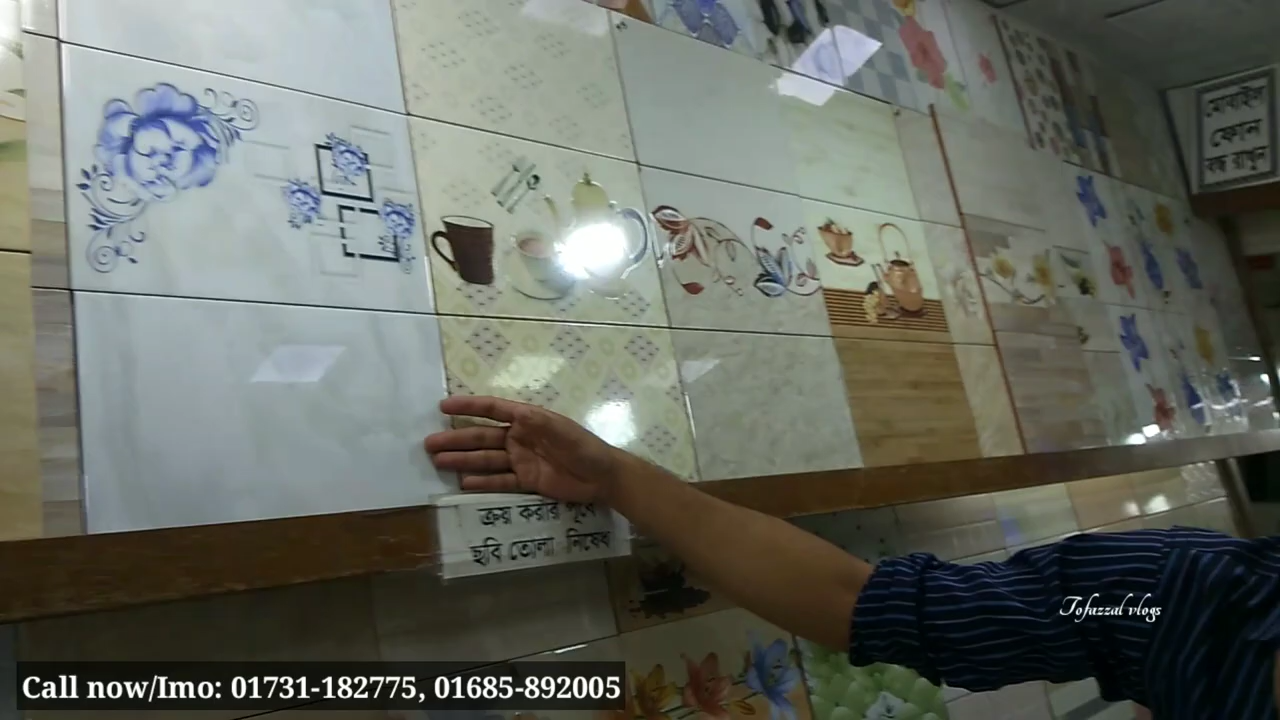 মোবাইল
ফোন
বন্ধ রাখুন
ক্রয় করার পূর্বে
ছবি তোলা নিষেধ
Tofazzal vlogs
Call now/Imo: 01731-182775, 01685-892005